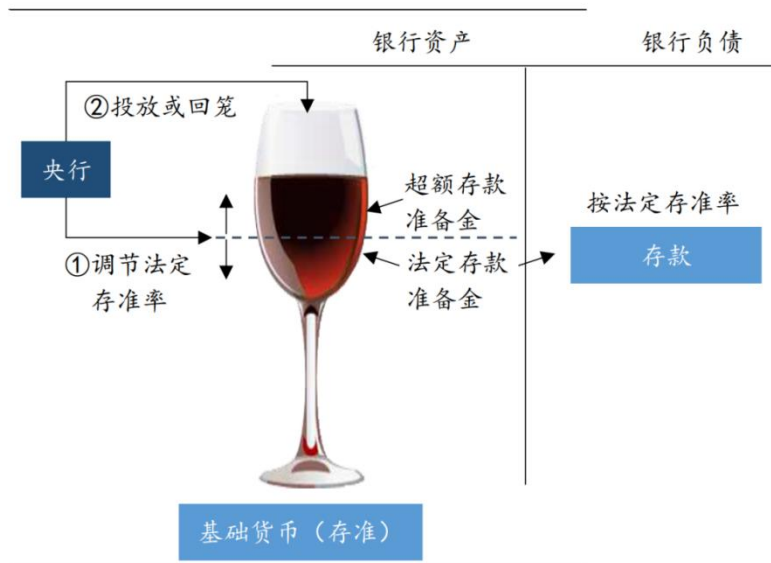 银行资产
银行负债
②投放或回笼
央行
超额存款
准备金
按法定存准率
①调节法定
存准率
法定存款
准备金
存款
基础货币（存准）